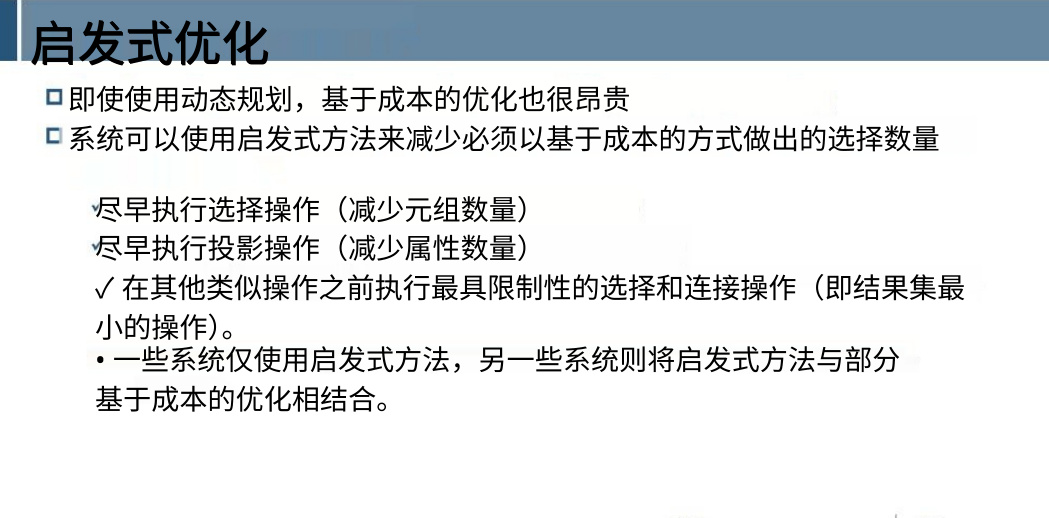 启发式优化
即使使用动态规划，基于成本的优化也很昂贵
系统可以使用启发式方法来减少必须以基于成本的方式做出的选择数量
尽早执行选择操作（减少元组数量）
尽早执行投影操作（减少属性数量）
✓ 在其他类似操作之前执行最具限制性的选择和连接操作（即结果集最
小的操作）。
• 一些系统仅使用启发式方法，另一些系统则将启发式方法与部分
基于成本的优化相结合。